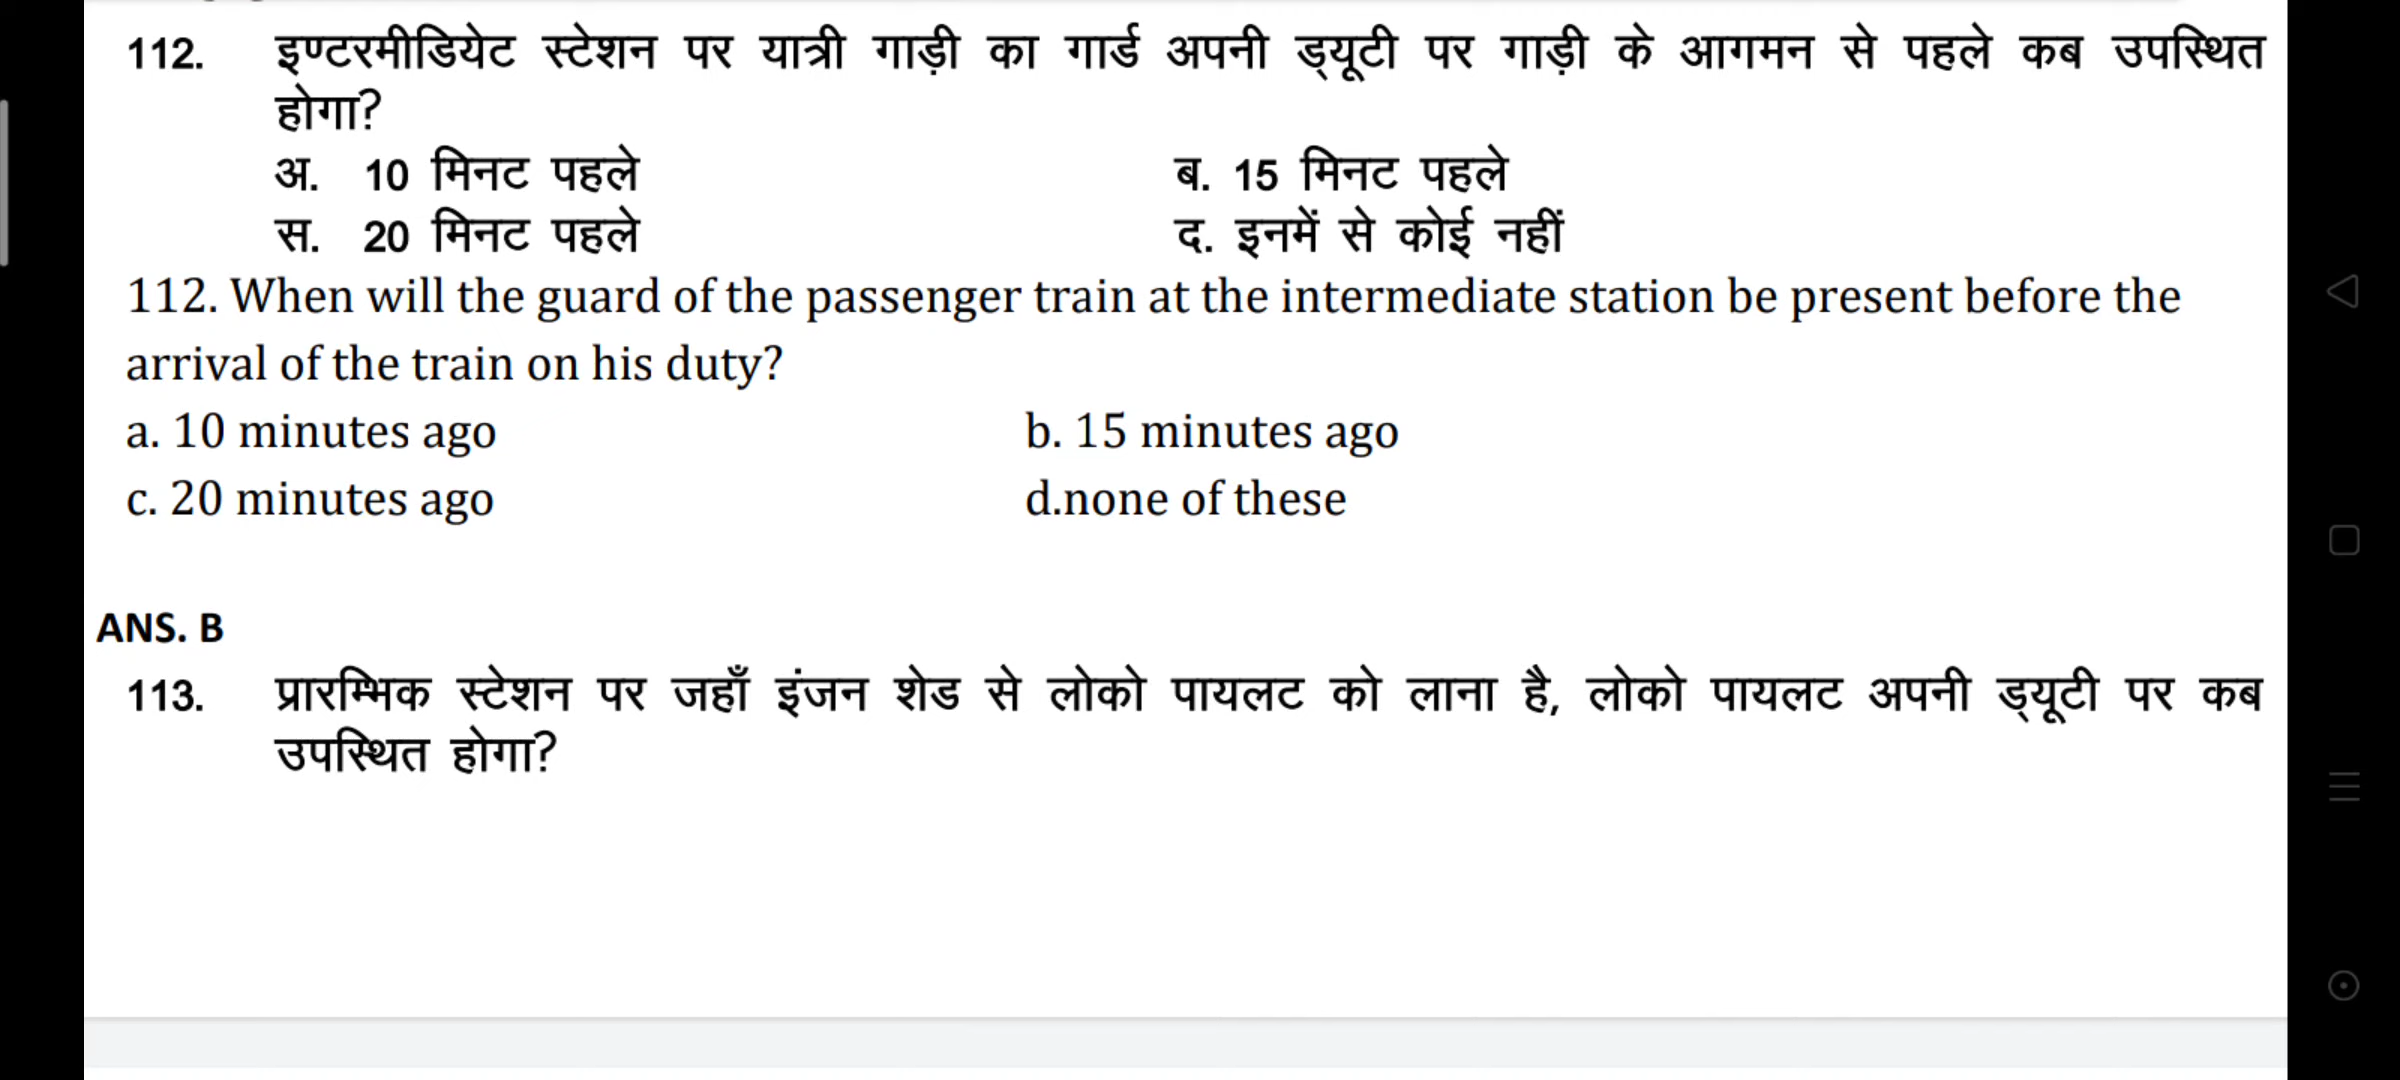 112. इण्टरमीडियेट स्टेशन पर यात्री गाड़ी का गार्ड अपनी ड्यूटी पर गाड़ी के आगमन से पहले कब उपस्थित
होगा?
अ. 10 मिनट पहले ब. 15 मिनट पहले
स. 20 मिनट पहले द. इनमें से कोई नहीं
112. When will the guard of the passenger train at the intermediate station be present before the
arrival of the train on his duty?
a. 10 minutes ago b. 15 minutes ago
c. 20 minutes ago d.none of these
ANS. B
113. प्रारम्भिक स्टेशन पर जहाँ इंजन शेड से लोको पायलट को लाना है, लोको पायलट अपनी ड्यूटी पर कब
उपस्थित होगा?